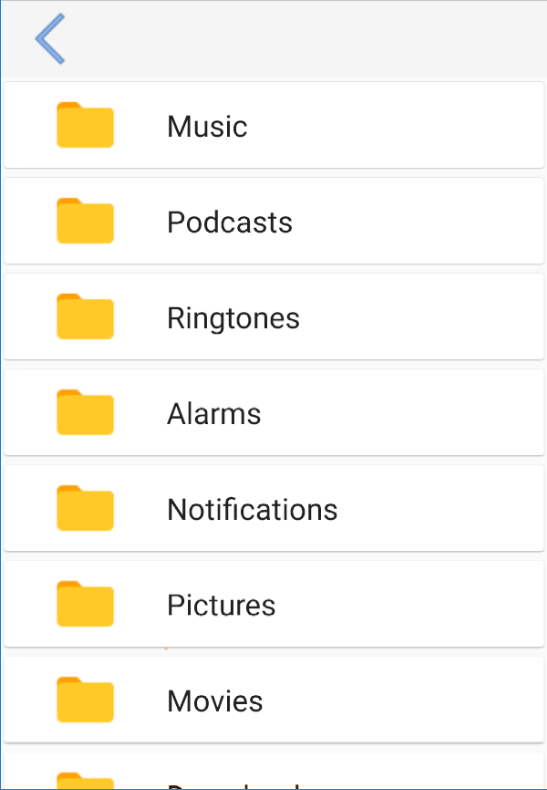 Music
Podcasts
Ringtones
Alarms
Notifications
Pictures
Movies